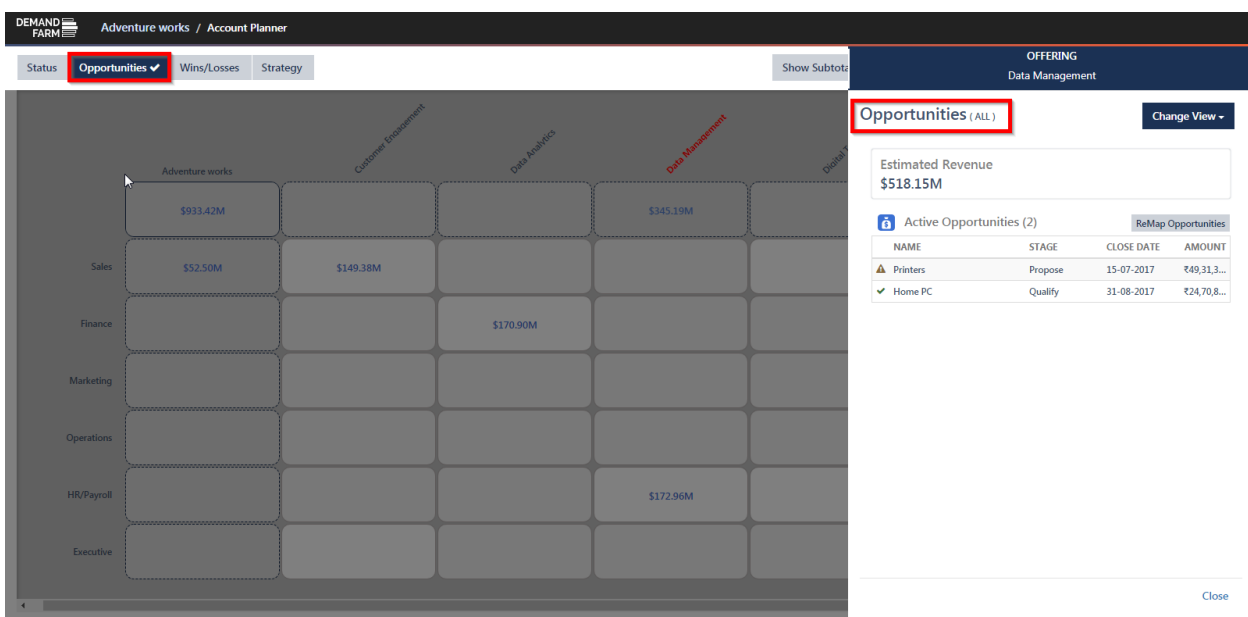 DEMAND
FARM
Adventure works / Account Planner
Status
Opportunities
Wins/Losses
Strategy
Show Subtota
OFFERING
Data Management
Opportunities ( ALL )
Change View
Estimated Revenue
$518.15M
Active Opportunities (2)
ReMap Opportunities
NAME STAGE CLOSE DATE AMOUNT
Printers Propose 15-07-2017 ₹49,31,3...
Home PC Qualify 31-08-2017 ₹24,70,8...
Close
Adventure works
Customer Engagement
Data Analytics
Data Management
Digital T
$933.42M $345.19M
Sales $52.50M $149.38M
Finance $170.90M
Marketing
Operations
HR/Payroll $172.96M
Executive